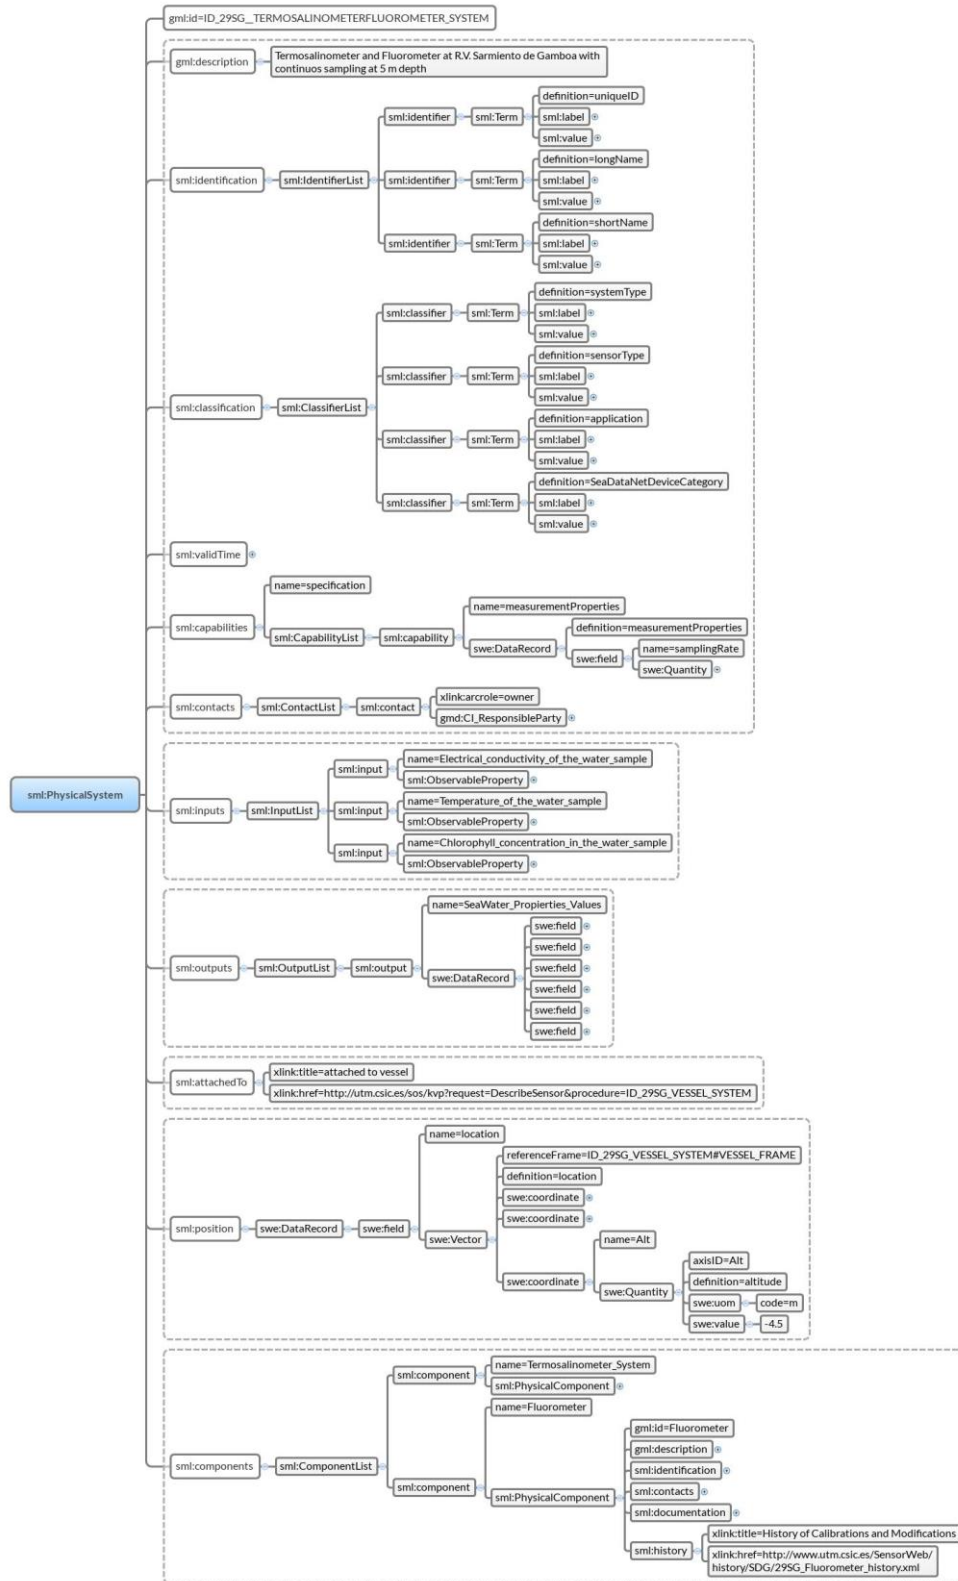 gml:id=ID_29SG__TERMOSALINOMETERFLUOROMETER_SYSTEM
gml:description
Termosalinometer and Fluorometer at R.V. Sarmiento de Gamboa with
continuos sampling at 5 m depth
sml:identification
sml:IdentifierList
sml:identifier
sml:Term
definition=uniqueID
sml:label
sml:value
sml:identifier
sml:Term
definition=longName
sml:label
sml:value
sml:identifier
sml:Term
definition=shortName
sml:label
sml:value
sml:classification
sml:ClassifierList
sml:classifier
sml:Term
definition=systemType
sml:label
sml:value
sml:classifier
sml:Term
definition=sensorType
sml:label
sml:value
sml:classifier
sml:Term
definition=application
sml:label
sml:value
sml:classifier
sml:Term
definition=SeaDataNetDeviceCategory
sml:label
sml:value
sml:validTime
sml:capabilities
name=specification
sml:CapabilityList
sml:capability
name=measurementProperties
swe:DataRecord
definition=measurementProperties
swe:field
name=samplingRate
swe:Quantity
sml:contacts
sml:ContactList
sml:contact
xlink:arcrole=owner
gmd:CI_ResponsibleParty
sml:PhysicalSystem
sml:inputs
sml:InputList
sml:input
name=Electrical_conductivity_of_the_water_sample
sml:ObservableProperty
sml:input
name=Temperature_of_the_water_sample
sml:ObservableProperty
sml:input
name=Chlorophyll_concentration_in_the_water_sample
sml:ObservableProperty
sml:outputs
sml:OutputList
sml:output
name=SeaWater_Propierties_Values
swe:DataRecord
swe:field
swe:field
swe:field
swe:field
swe:field
swe:field
sml:attachedTo
xlink:title=attached to vessel
xlink:href=http://utm.csic.es/sos/kvp?request=DescribeSensor&procedure=ID_29SG_VESSEL_SYSTEM
sml:position
swe:DataRecord
swe:field
name=location
swe:Vector
referenceFrame=ID_29SG_VESSEL_SYSTEM#VESSEL_FRAME
definition=location
swe:coordinate
swe:coordinate
swe:coordinate
name=Alt
swe:Quantity
axisID=Alt
definition=altitude
swe:uom
code=m
swe:value
-4.5
sml:components
sml:ComponentList
sml:component
name=Termosalinometer_System
sml:PhysicalComponent
sml:component
name=Fluorometer
sml:PhysicalComponent
gml:id=Fluorometer
gml:description
sml:identification
sml:contacts
sml:documentation
sml:history
xlink:title=History of Calibrations and Modifications
xlink:href=http://www.utm.csic.es/SensorWeb/
history/SDG/29SG_Fluorometer_history.xml